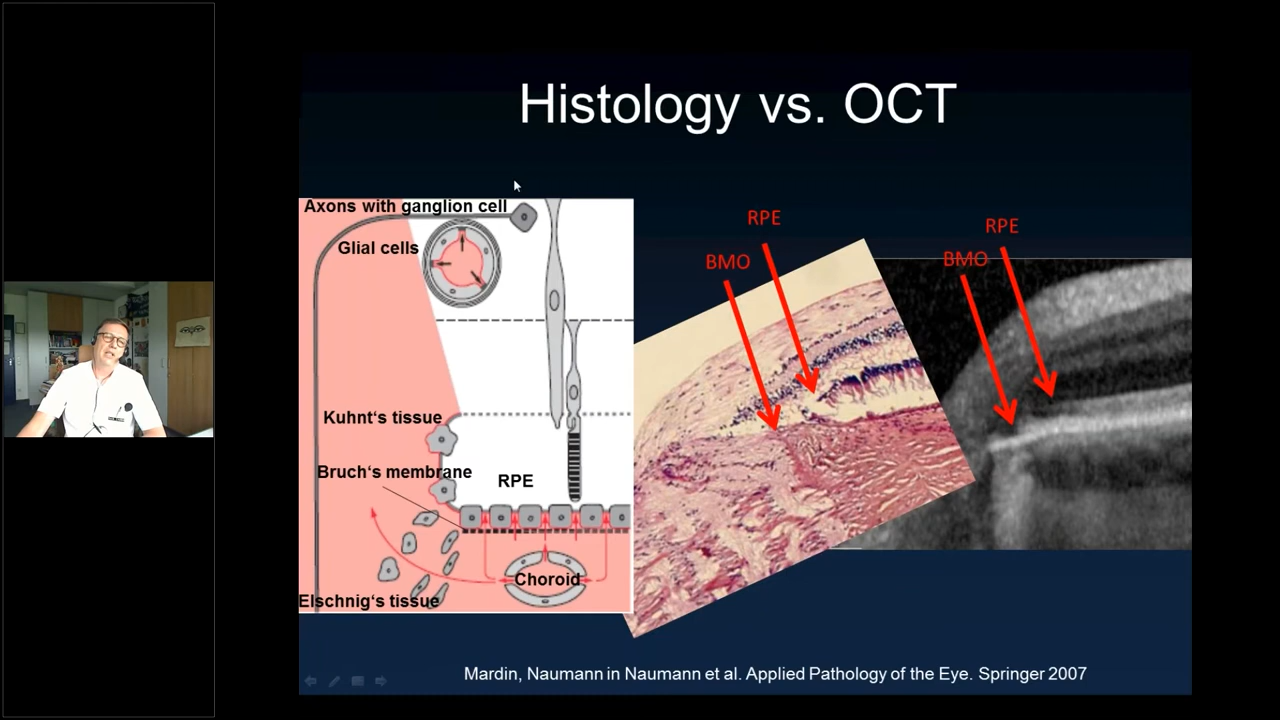 Histology vs. OCT
Axons with ganglion cell
Glial cells
Kuhnt‘s tissue
Bruch‘s membrane
RPE
Choroid
Elschnig‘s tissue
RPE
BMO
RPE
BMO
Mardin, Naumann in Naumann et al. Applied Pathology of the Eye. Springer 2007